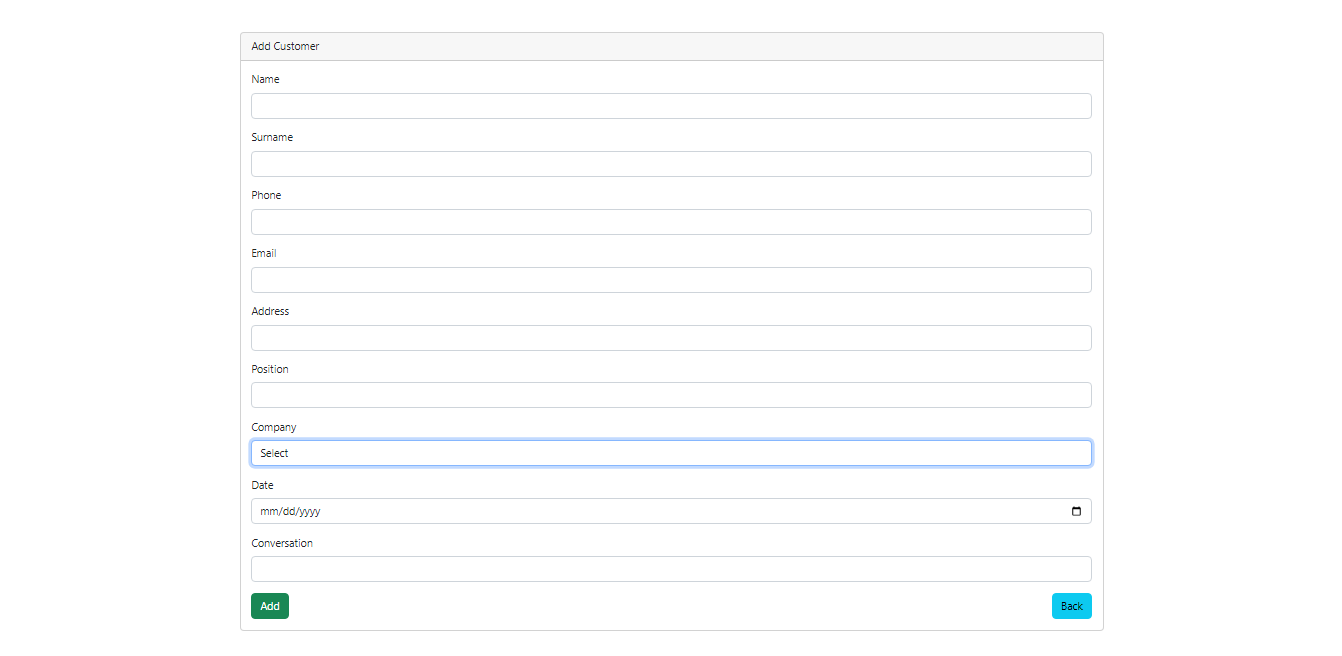 Add Customer
Name
Surname
Phone
Email
Address
Position
Company
Select
Date
mm/dd/yyyy
Conversation
Add Back